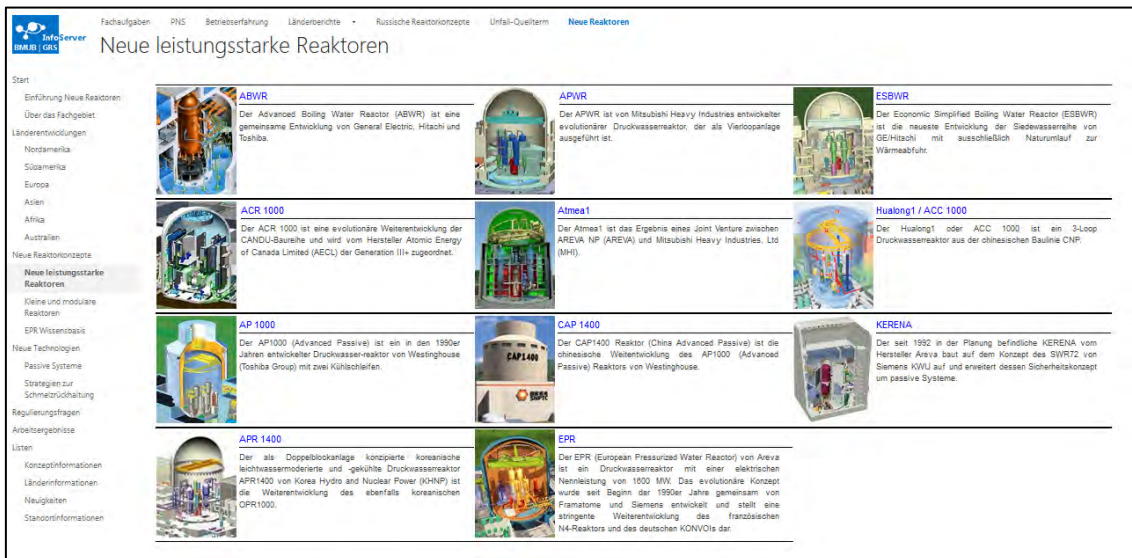 InfoServer
BMUB | GRS
Fachaufgaben PNS Betriebserfahrung Länderberichte Russische Reaktorkonzepte Unfall-Quellterm Neue Reaktoren
Neue leistungsstarke Reaktoren
Start
Einführung Neue Reaktoren
Über das Fachgebiet
Länderentwicklungen
Nordamerika
Südamerika
Europa
Asien
Afrika
Australien
Neue Reaktorkonzepte
Neue leistungsstarke
Reaktoren
Kleine und modulare
Reaktoren
EPR Wissensbasis
Neue Technologien
Passive Systeme
Strategien zur
Schmelzrückhaltung
Regulierungsfragen
Arbeitsergebnisse
Listen
Konzeptinformationen
Länderinformationen
Neuigkeiten
Standortinformationen
ABWR
Der Advanced Boiling Water Reactor (ABWR) ist eine
gemeinsame Entwicklung von General Electric, Hitachi und
Toshiba.
APWR
Der APWR ist von Mitsubishi Heavy Industries entwickelter
evolutionärer Druckwasserreaktor, der als Vierloopanlage
ausgeführt ist.
ESBWR
Der Economic Simplified Boiling Water Reactor (ESBWR)
ist die neueste Entwicklung der Siedewasserreihe von
GE/Hitachi mit ausschließlich Naturumlauf zur
Wärmeabfuhr.
ACR 1000
Der ACR 1000 ist eine evolutionäre Weiterentwicklung der
CANDU-Baureihe und wird vom Hersteller Atomic Energy
of Canada Limited (AECL) der Generation III+ zugeordnet.
Atmea1
Der Atmea1 ist das Ergebnis eines Joint Venture zwischen
AREVA NP (AREVA) und Mitsubishi Heavy Industries, Ltd
(MHI).
Hualong1 / ACC 1000
Der Hualong1 oder ACC 1000 ist ein 3-Loop
Druckwasserreaktor aus der chinesischen Baulinie CNP.
AP 1000
Der AP1000 (Advanced Passive) ist ein in den 1990er
Jahren entwickelter Druckwasser-reaktor von Westinghouse
(Toshiba Group) mit zwei Kühlschleifen.
CAP1400
CAP 1400
Der CAP1400 Reaktor (China Advanced Passive) ist die
chinesische Weitentwicklung des AP1000 (Advanced
Passive) Reaktors von Westinghouse.
KERENA
Der seit 1992 in der Planung befindliche KERENA vom
Hersteller Areva baut auf dem Konzept des SWR72 von
Siemens KWU auf und erweitert dessen Sicherheitskonzept
um passive Systeme.
APR 1400
Der als Doppelblockanlage konzipierte koreanische
leichtwassermoderierte und -gekühlte Druckwasserreaktor
APR1400 von Korea Hydro and Nuclear Power (KHNP) ist
die Weiterentwicklung des ebenfalls koreanischen
OPR1000.
EPR
Der EPR (European Pressurized Water Reactor) von Areva
ist ein Druckwasserreaktor mit einer elektrischen
Nennleistung von 1600 MW. Das evolutionäre Konzept
wurde seit Beginn der 1990er Jahre gemeinsam von
Framatome und Siemens entwickelt und stellt eine
stringente Weiterentwicklung des französischen
N4-Reaktors und des deutschen KONVOIs dar.